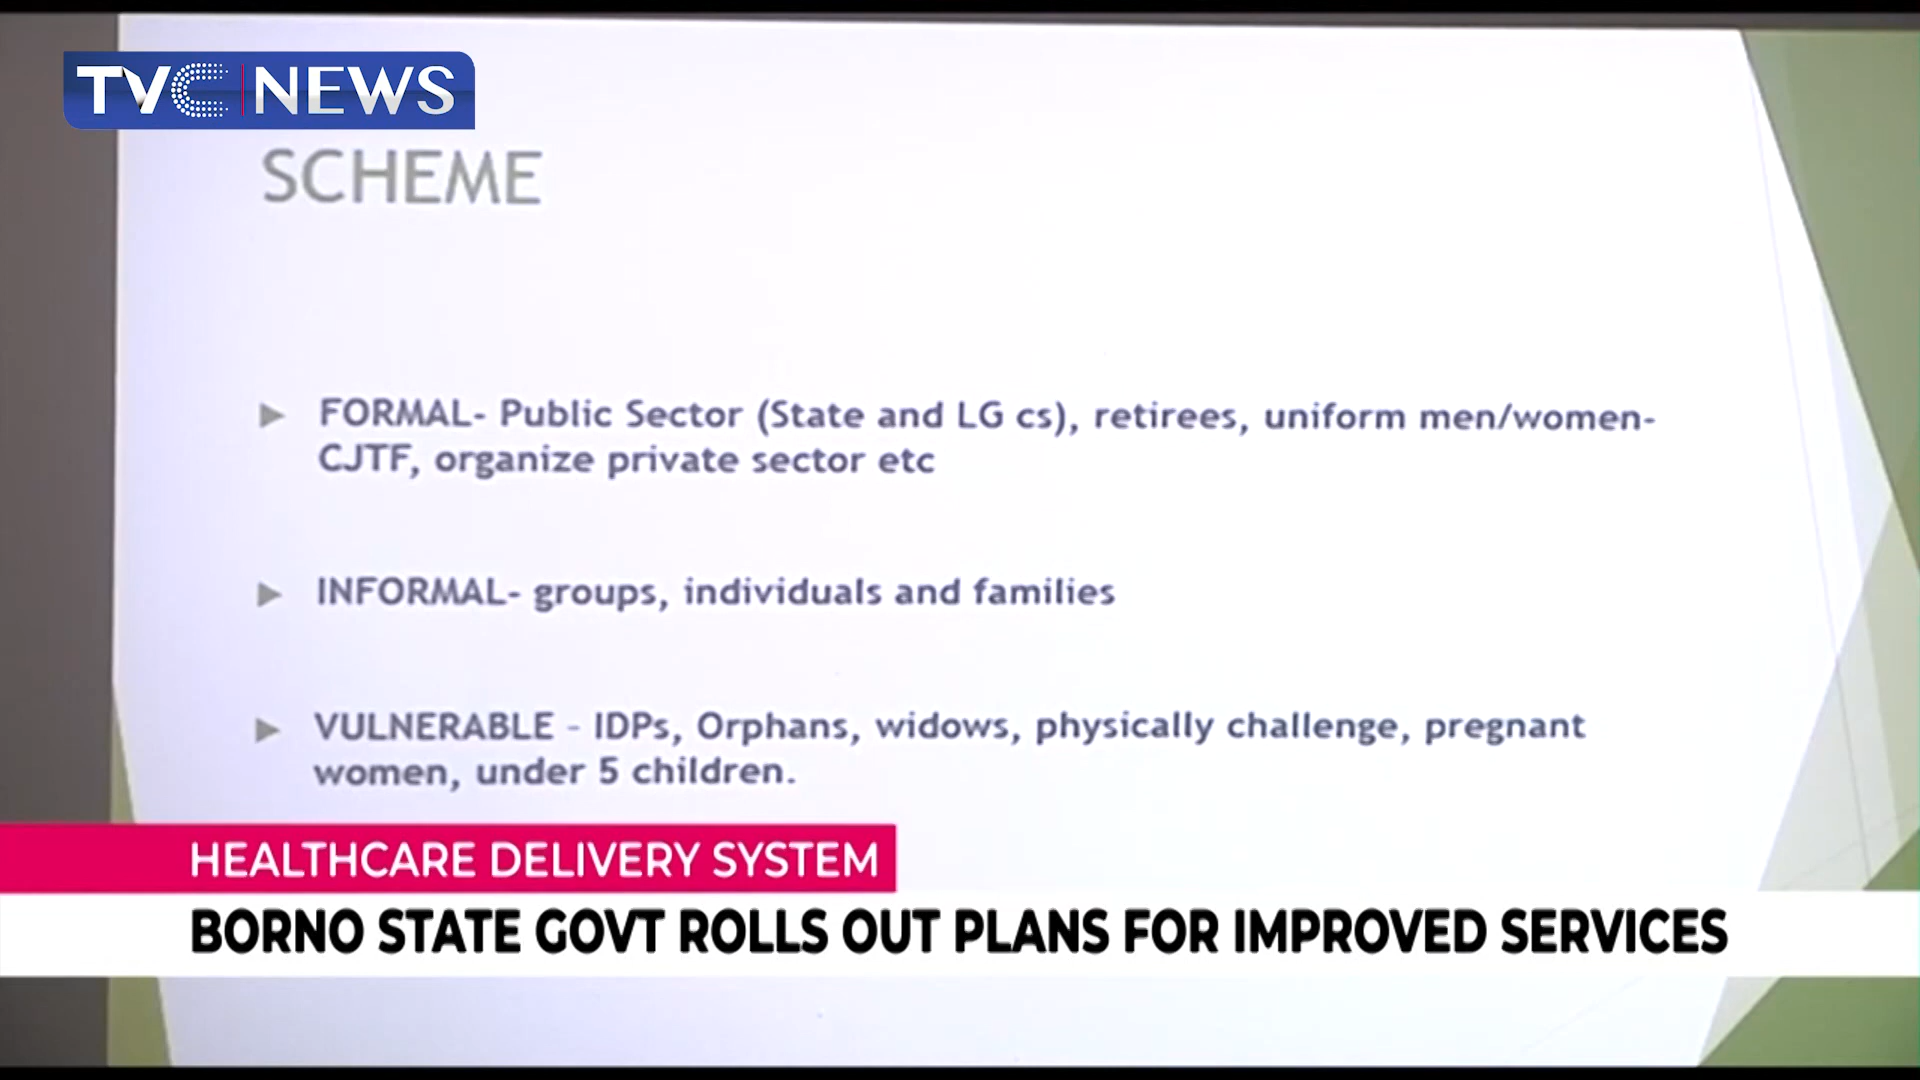 TVC NEWS
SCHEME
FORMAL- Public Sector (State and LG cs), retirees, uniform men/women-
CJTF, organize private sector etc
INFORMAL- groups, individuals and families
VULNERABLE - IDPs, Orphans, widows, physically challenge, pregnant
women, under 5 children.
HEALTHCARE DELIVERY SYSTEM
BORNO STATE GOVT ROLLS OUT PLANS FOR IMPROVED SERVICES